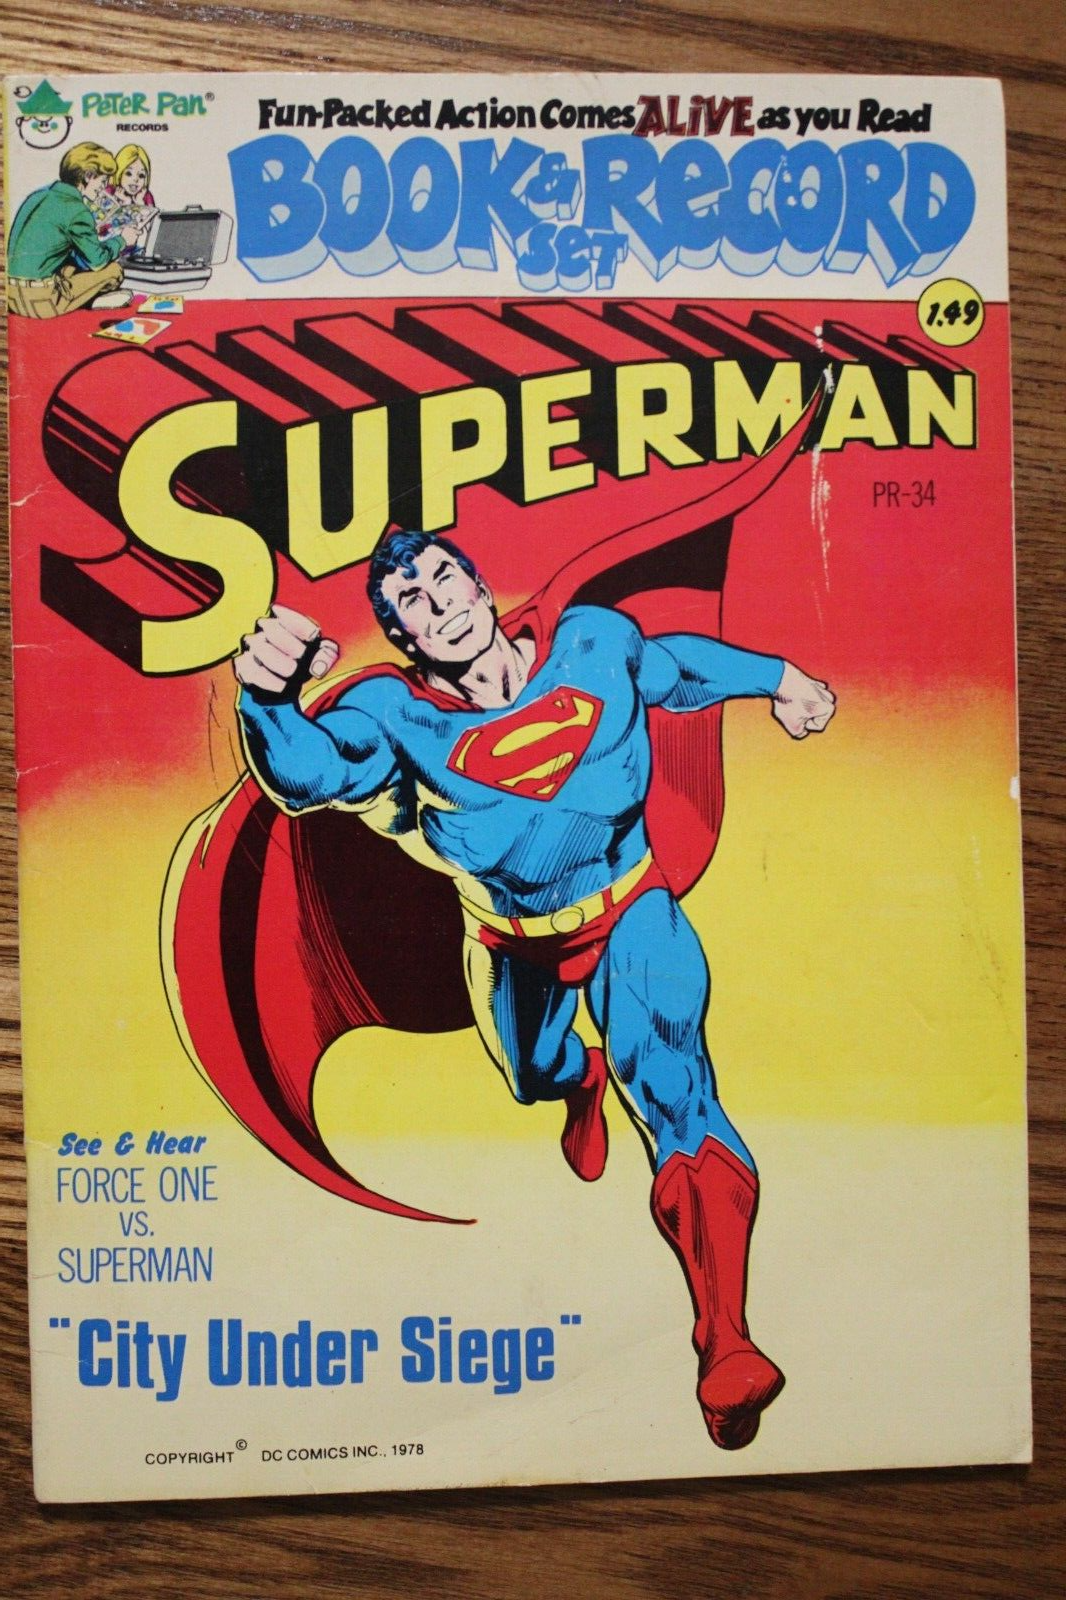 Peter Pan®
RECORDS
Fun-Packed Action Comes ALIVE as you Read
BOOK & RECORD
SET
1.49
SUPERMAN
PR-34
S
See & Hear
FORCE ONE
VS.
SUPERMAN
"City Under Siege"
COPYRIGHT © DC COMICS INC., 1978